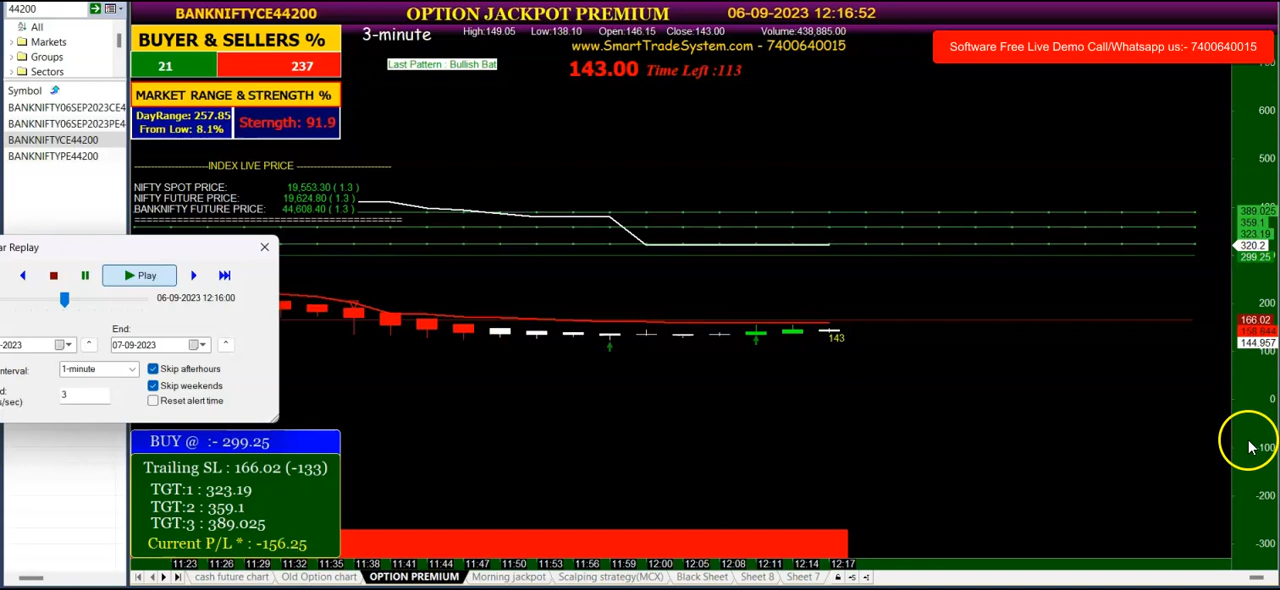 44200
BANKNIFTYCE44200
OPTION JACKPOT PREMIUM
06-09-2023 12:16:52
All
Markets
Groups
Sectors
Symbol
BANKNIFTY06SEP2023CE4
BANKNIFTY06SEP2023PE4
BANKNIFTYCE44200
BANKNIFTYPE44200
BUYER & SELLERS %
21 237
MARKET RANGE & STRENGTH %
DayRange: 257.85
From Low: 8.1%
Sterngth: 91.9
3-minute
High:149.05 Low:138.10 Open:146.15 Close:143.00 Volume:438,885.00
www.SmartTradeSystem.com - 7400640015
Last Pattern : Bullish Bat
143.00 Time Left :113
Software Free Live Demo Call/Whatsapp us:- 7400640015
--------------------INDEX LIVE PRICE --------------------
NIFTY SPOT PRICE: 19,553.30 ( 1.3 )
NIFTY FUTURE PRICE: 19,624.80 ( 1.3 )
BANKNIFTY FUTURE PRICE: 44,608.40 ( 1.3 )
ar Replay
Play
06-09-2023 12:16:00
End:
-2023 07-09-2023
nterval: 1-minute
Skip afterhours
Skip weekends
3
s/sec)
Reset alert time
BUY @ :- 299.25
Trailing SL : 166.02 (-133)
TGT:1 : 323.19
TGT:2 : 359.1
TGT:3 : 389.025
Current P/L * : -156.25
143
600
500
389.025
359.1
323.19
320.2
299.25
200
166.02
144.957
100
0
-100
-200
-300
11:23 11:26 11:29 11:32 11:35 11:38 11:41 11:44 11:47 11:50 11:53 11:56 11:59 12:00 12:05 12:08 12:11 12:14 12:17
cash future chart Old Option chart OPTION PREMIUM Morning jackpot Scalping strategy(MCX) Black Sheet Sheet 8 Sheet 7